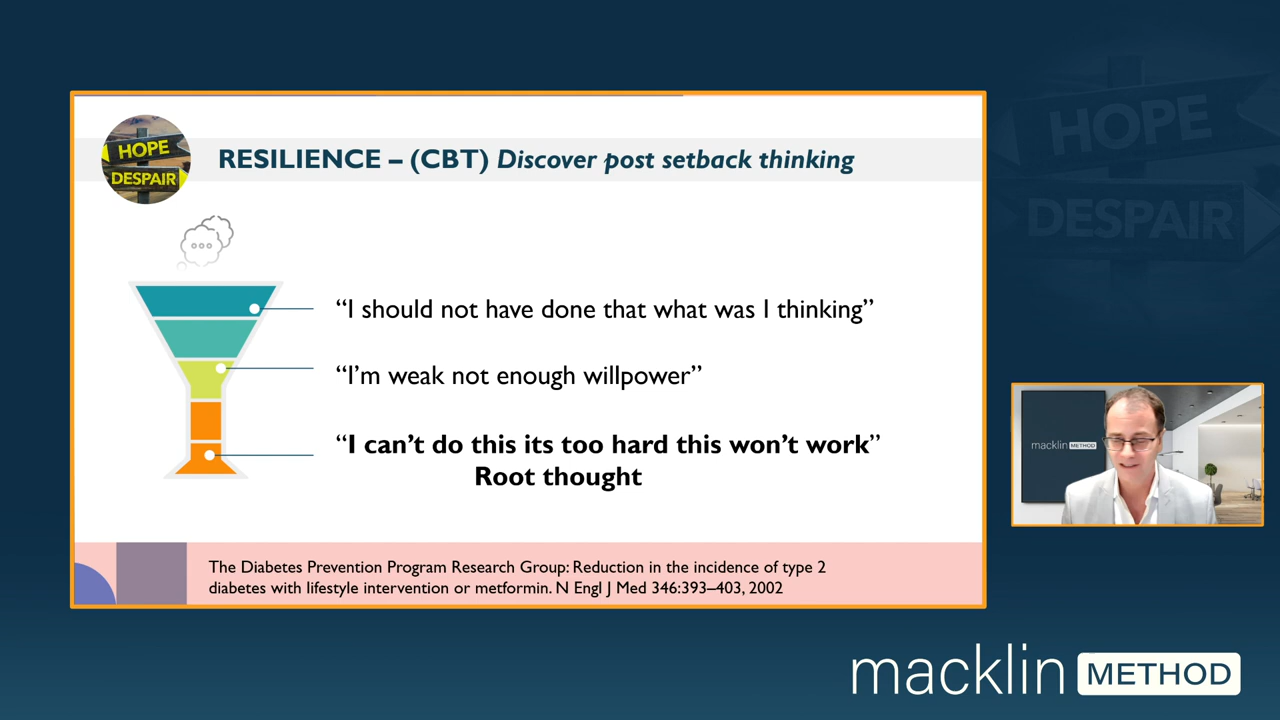 HOPE
DESPAIR
RESILIENCE – (CBT) Discover post setback thinking
“I should not have done that what was I thinking”
“I’m weak not enough willpower”
“I can’t do this its too hard this won’t work”
Root thought
The Diabetes Prevention Program Research Group: Reduction in the incidence of type 2
diabetes with lifestyle intervention or metformin. N Engl J Med 346:393–403, 2002
HOPE
DESPAIR
macklin METHOD
macklin METHOD